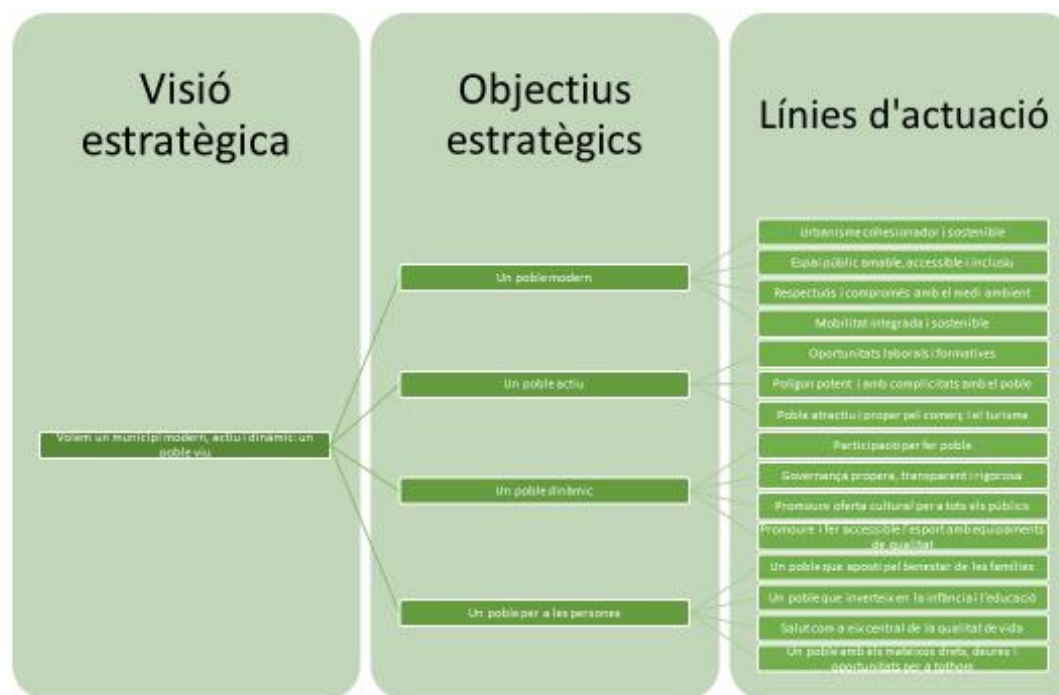 Visió
estratègica
Objectius
estratègics
Línies d'actuació
Volem un municipi modern, actiu i dinàmic: un
poble viu
Un poble modern
Un poble actiu
Un poble dinàmic
Un poble per a les persones
Urbanisme cohesionador i sostenible
Espai públic amable, accessible i inclusiu
Respectuós i compromès amb el medi ambient
Mobilitat integrada i sostenible
Oportunitats laborals i formatives
Polígon potent i amb complicitats amb el poble
Poble atractiu i proper pel comerç i el turisme
Participació per fer poble
Governança propera, transparent i rigorosa
Promoure oferta cultural per a tots els públics
Promoure i fer accessible l'esport amb equipaments
de qualitat
Un poble que aposti pel benestar de les famílies
Un poble que inverteix en la infància i l'educació
Salut com a eix central de la qualitat de vida
Un poble amb els mateixos drets, deures i
oportunitats per a tothom